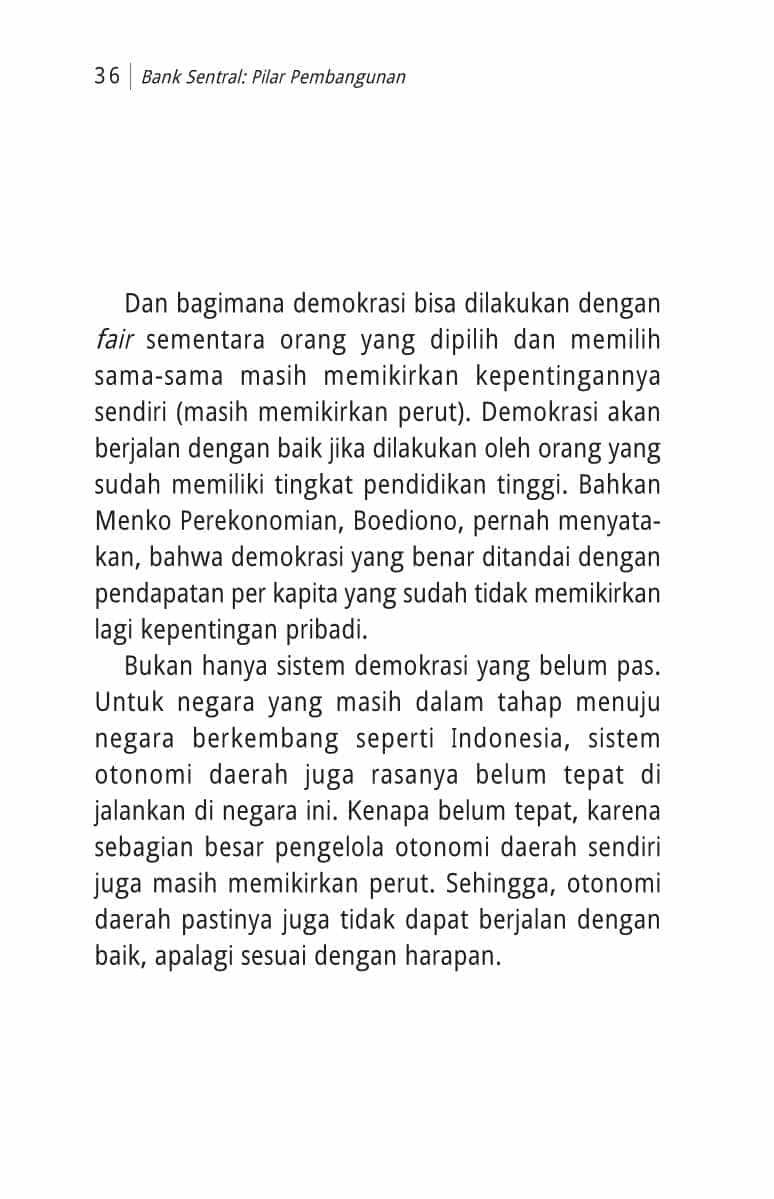 36 | Bank Sentral: Pilar Pembangunan
Dan bagimana demokrasi bisa dilakukan dengan
fair sementara orang yang dipilih dan memilih
sama-sama masih memikirkan kepentingannya
sendiri (masih memikirkan perut). Demokrasi akan
berjalan dengan baik jika dilakukan oleh orang yang
sudah memiliki tingkat pendidikan tinggi. Bahkan
Menko Perekonomian, Boediono, pernah menyata-
kan, bahwa demokrasi yang benar ditandai dengan
pendapatan per kapita yang sudah tidak memikirkan
lagi kepentingan pribadi.
Bukan hanya sistem demokrasi yang belum pas.
Untuk negara yang masih dalam tahap menuju
negara berkembang seperti Indonesia, sistem
otonomi daerah juga rasanya belum tepat di
jalankan di negara ini. Kenapa belum tepat, karena
sebagian besar pengelola otonomi daerah sendiri
juga masih memikirkan perut. Sehingga, otonomi
daerah pastinya juga tidak dapat berjalan dengan
baik, apalagi sesuai dengan harapan.